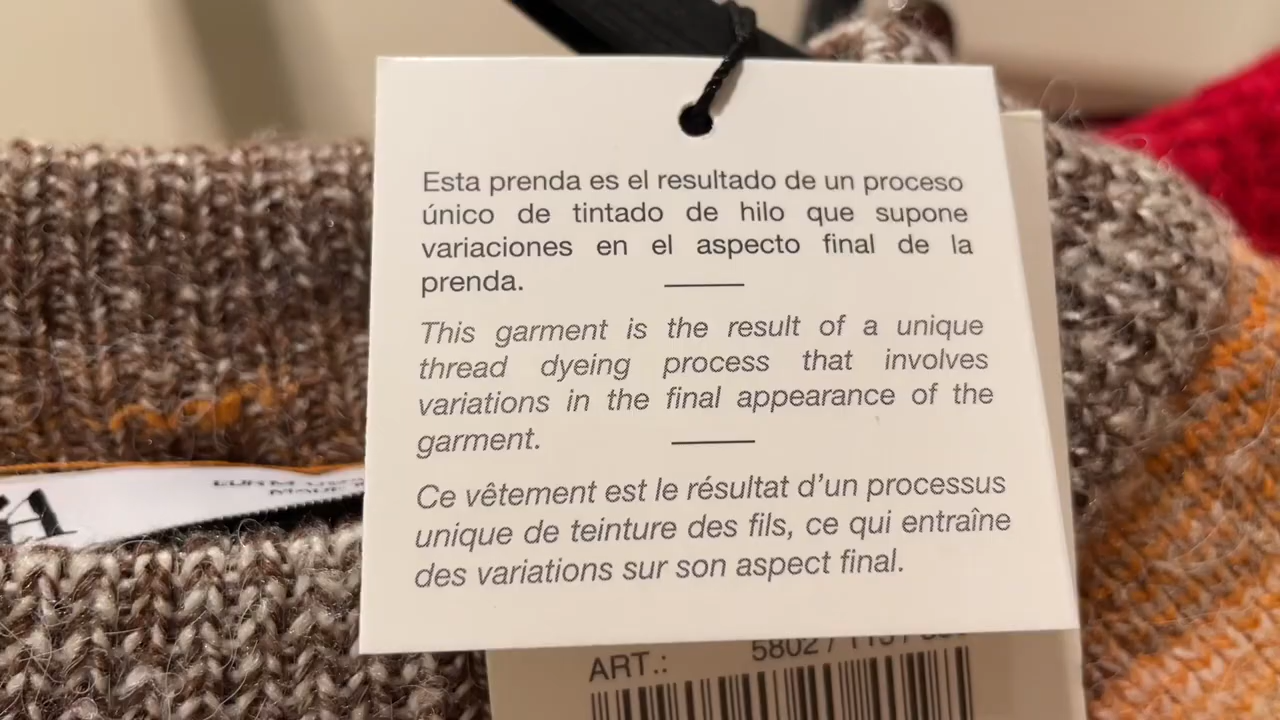 Esta prenda es el resultado de un proceso
único de tintado de hilo que supone
variaciones en el aspecto final de la
prenda.
This garment is the result of a unique
thread dyeing process that involves
variations in the final appearance of the
garment.
Ce vêtement est le résultat d'un processus
unique de teinture des fils, ce qui entraîne
des variations sur son aspect final.
5802 /
ART.: